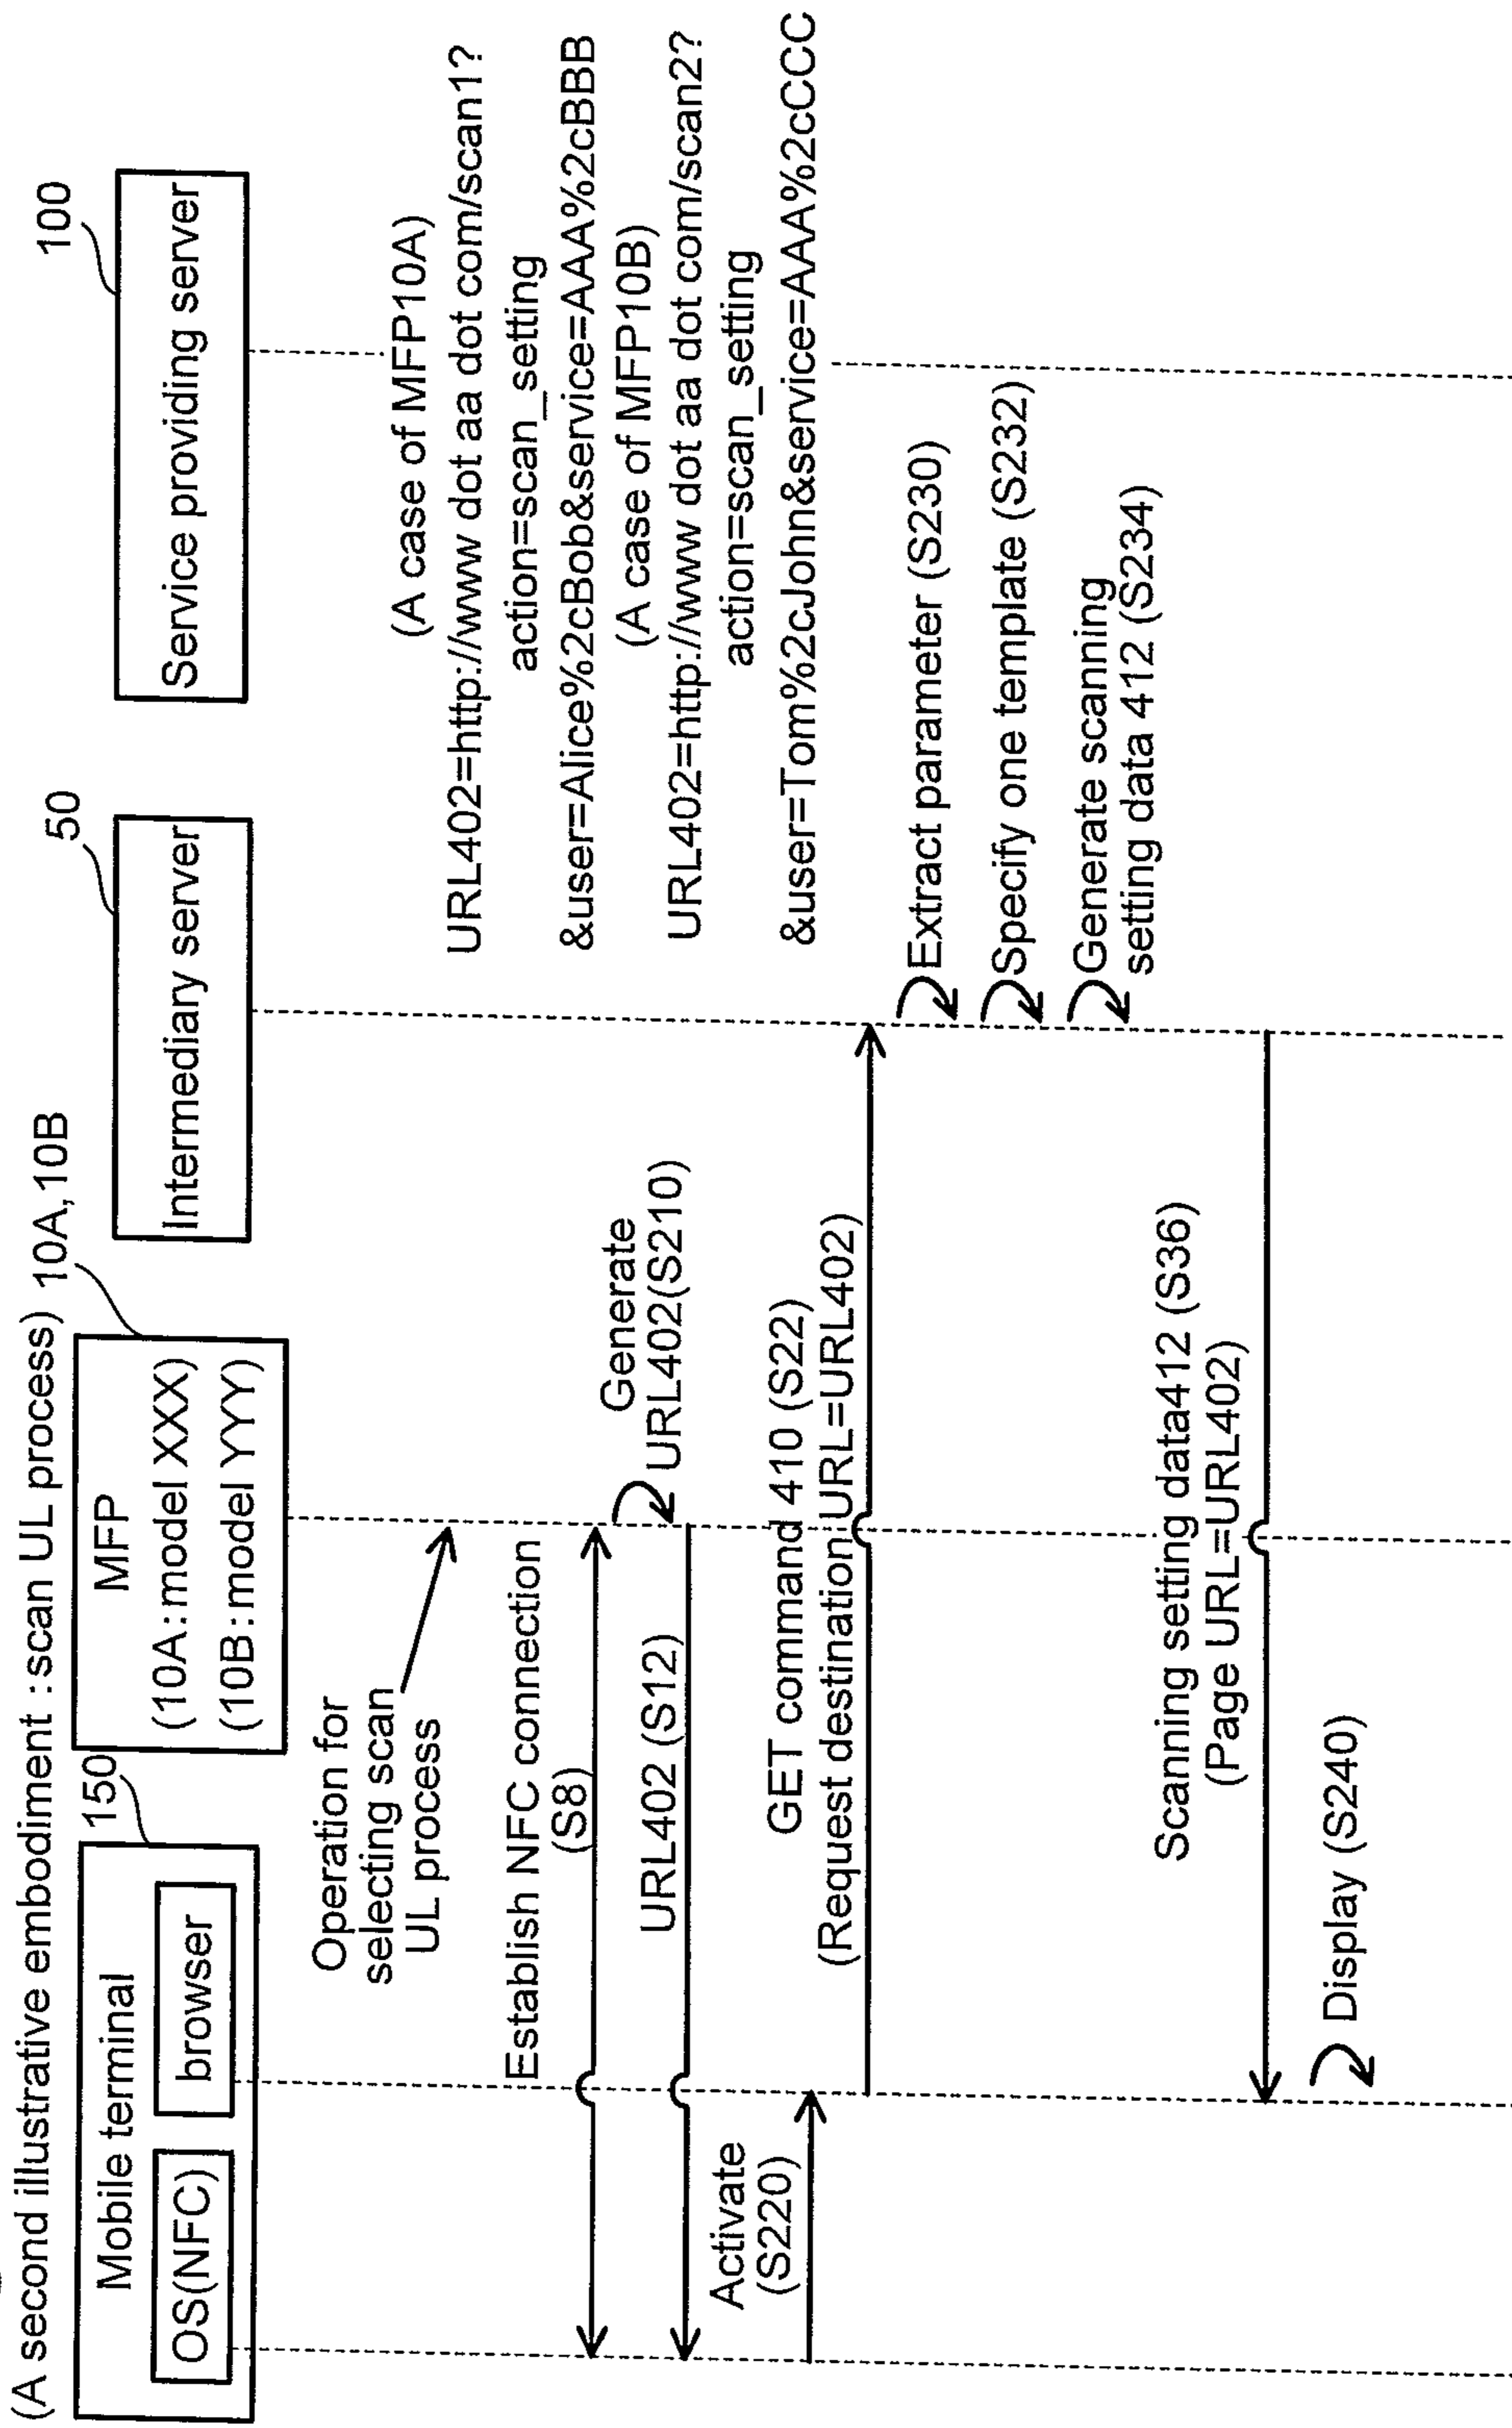 (A second illustrative embodiment : scan UL process)
Mobile terminal
OS(NFC)
browser
150
MFP
(10A:model XXX)
(10B:model YYY)
10A,10B
Intermediary server
50
Service providing server
100
Operation for
selecting scan
UL process
(A case of MFP10A)
URL402=http://www dot aa dot com/scan1?
action=scan_setting
&user=Alice%2cBob&service=AAA%2cBBB
(A case of MFP10B)
URL402=http://www dot aa dot com/scan2?
action=scan_setting
&user=Tom%2cJohn&service=AAA%2cCCC
Establish NFC connection
(S8)
Generate
URL402(S210)
URL402 (S12)
Activate
(S220)
GET command 410 (S22)
(Request destination URL=URL402)
Extract parameter (S230)
Specify one template (S232)
Generate scanning
setting data 412 (S234)
Scanning setting data412 (S36)
(Page URL=URL402)
Display (S240)